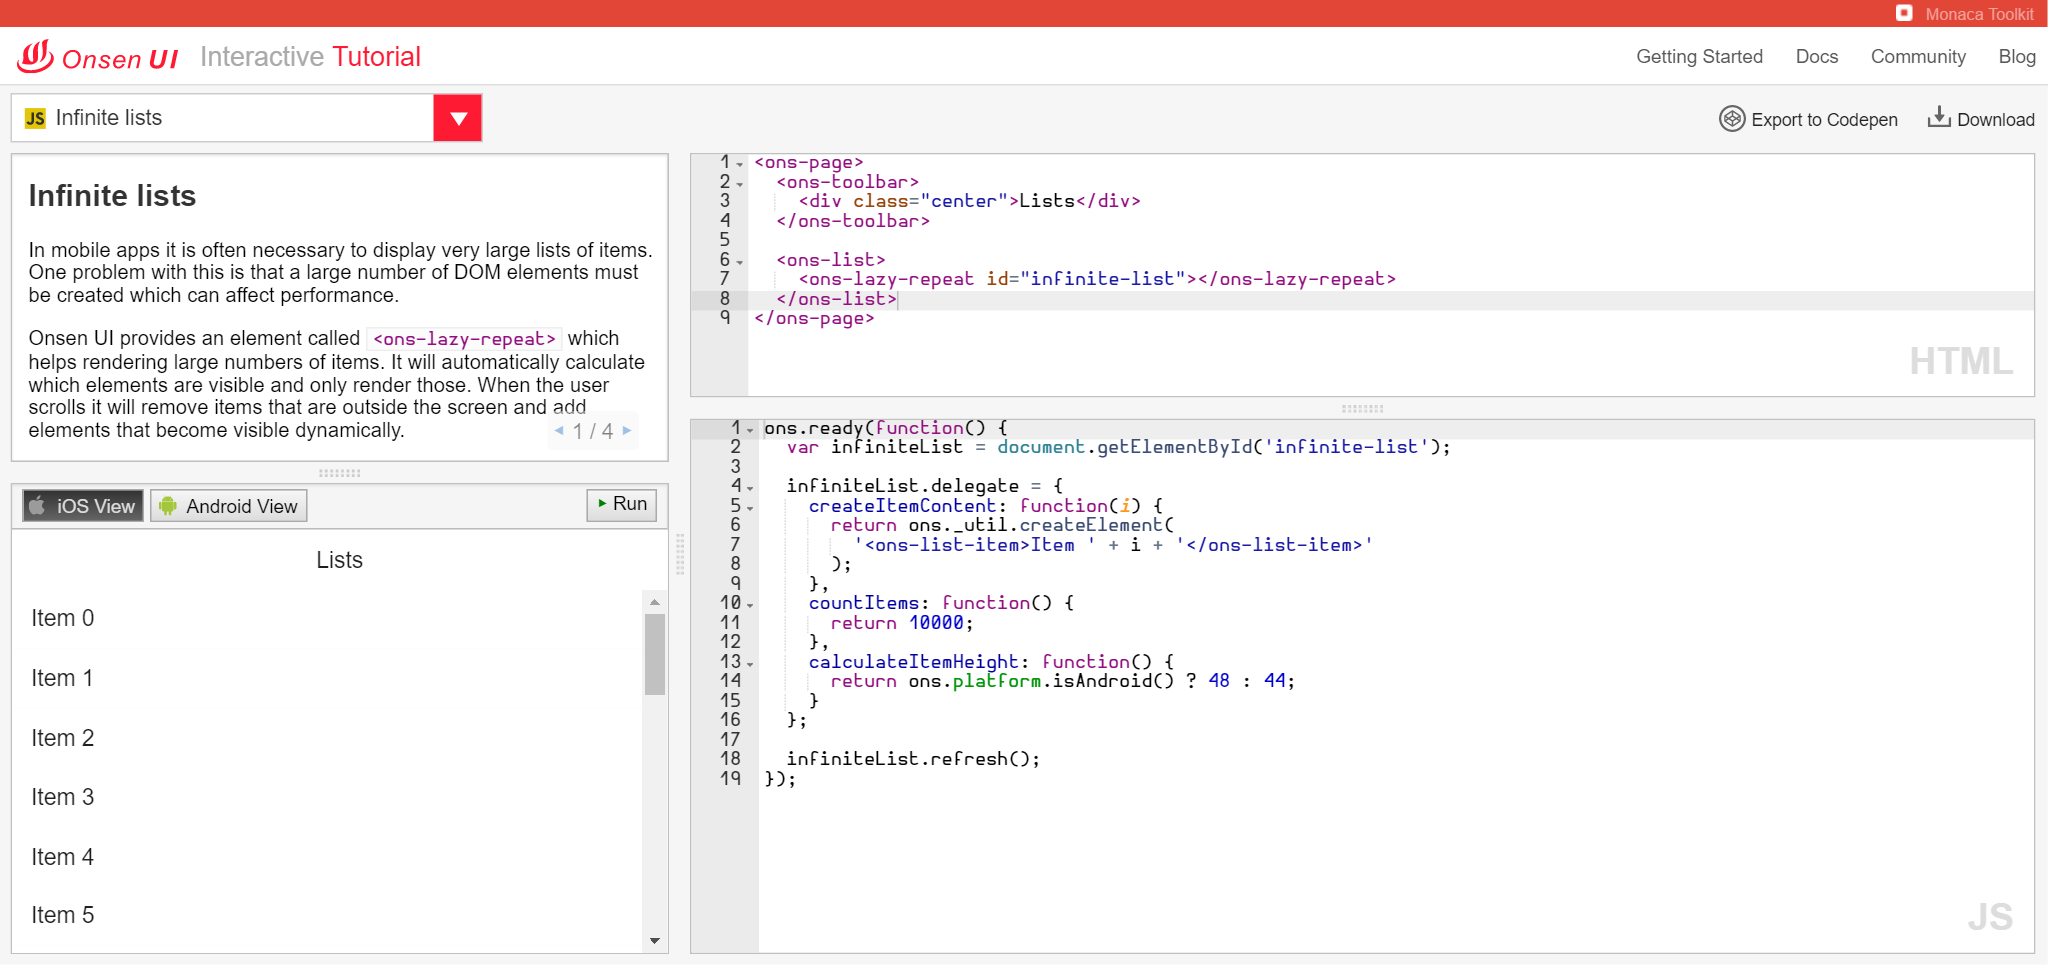 Monaca Toolkit
Onsen UI Interactive Tutorial
Getting Started Docs Community Blog
JS Infinite lists
Export to Codepen Download
Infinite lists
In mobile apps it is often necessary to display very large lists of items.
One problem with this is that a large number of DOM elements must
be created which can affect performance.
Onsen UI provides an element called <ons-lazy-repeat> which
helps rendering large numbers of items. It will automatically calculate
which elements are visible and only render those. When the user
scrolls it will remove items that are outside the screen and add
elements that become visible dynamically.
1 / 4
iOS View Android View Run
Lists
Item 0
Item 1
Item 2
Item 3
Item 4
Item 5
1 <ons-page>
2 <ons-toolbar>
3 <div class="center">Lists</div>
4 </ons-toolbar>
5
6 <ons-list>
7 <ons-lazy-repeat id="infinite-list"></ons-lazy-repeat>
8 </ons-list>
9 </ons-page>
HTML
1 ons.ready(function() {
2 var infiniteList = document.getElementById('infinite-list');
3
4 infiniteList.delegate = {
5 createItemContent: function(i) {
6 return ons._util.createElement(
7 '<ons-list-item>Item ' + i + '</ons-list-item>'
8 );
9 },
10 countItems: function() {
11 return 10000;
12 },
13 calculateItemHeight: function() {
14 return ons.platform.isAndroid() ? 48 : 44;
15 }
16 };
17
18 infiniteList.refresh();
19 });
JS